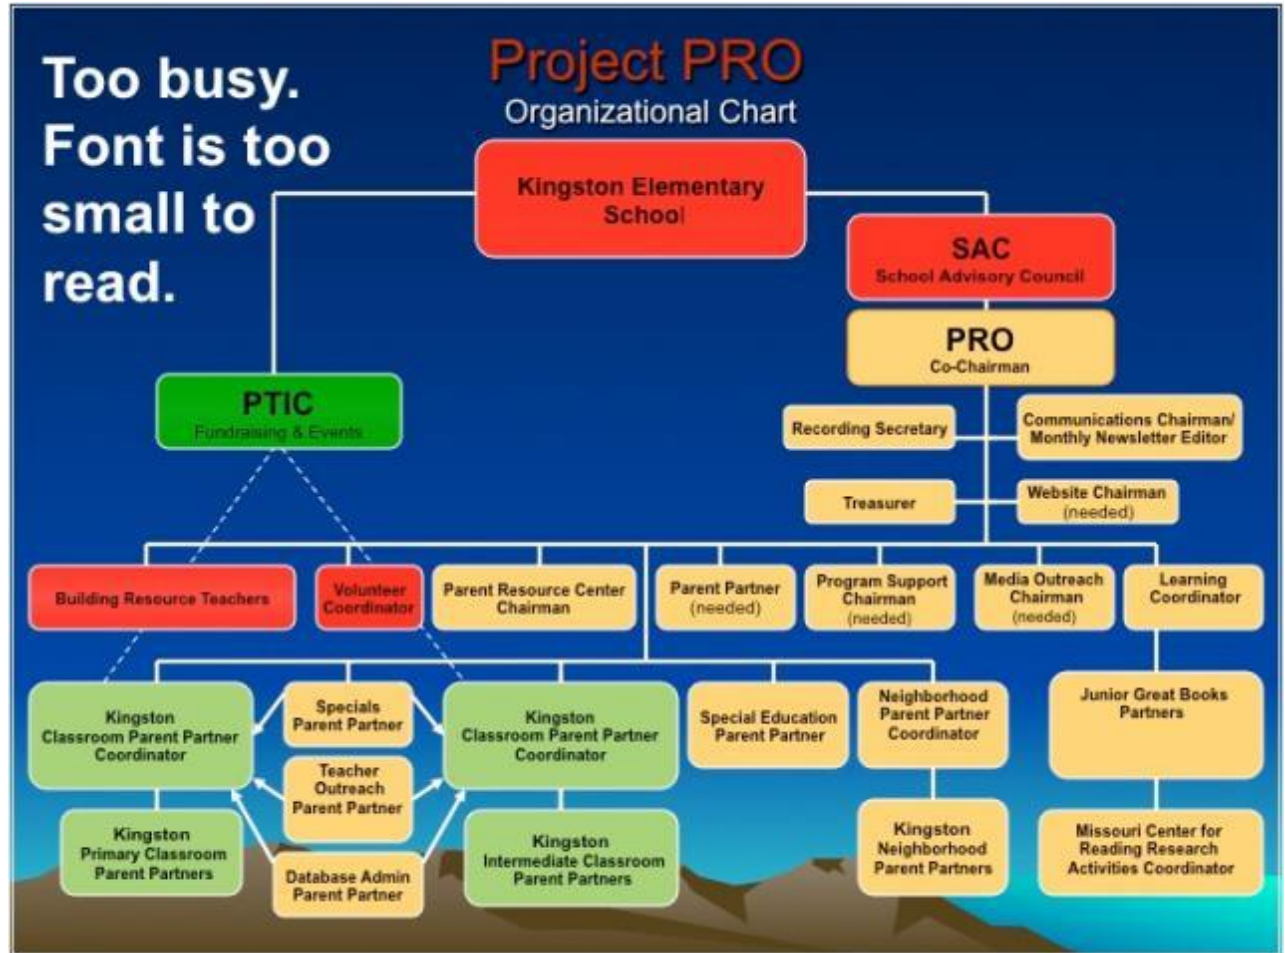 Too busy.
Font is too
small to
read.
Project PRO
Organizational Chart
Kingston Elementary
School
SAC
School Advisory Council
PRO
Co-Chairman
PTIC
Fundraising & Events
Recording Secretary
Communications Chairman/
Monthly Newsletter Editor
Treasurer
Website Chairman
(needed)
Building Resource Teachers
Volunteer
Coordinator
Parent Resource Center
Chairman
Parent Partner
(needed)
Program Support
Chairman
(needed)
Media Outreach
Chairman
(needed)
Learning
Coordinator
Kingston
Classroom Parent Partner
Coordinator
Specials
Parent Partner
Kingston
Classroom Parent Partner
Coordinator
Special Education
Parent Partner
Neighborhood
Parent Partner
Coordinator
Junior Great Books
Partners
Teacher
Outreach
Parent Partner
Kingston
Primary Classroom
Parent Partners
Database Admin
Parent Partner
Kingston
Intermediate Classroom
Parent Partners
Kingston
Neighborhood
Parent Partners
Missouri Center for
Reading Research
Activities Coordinator